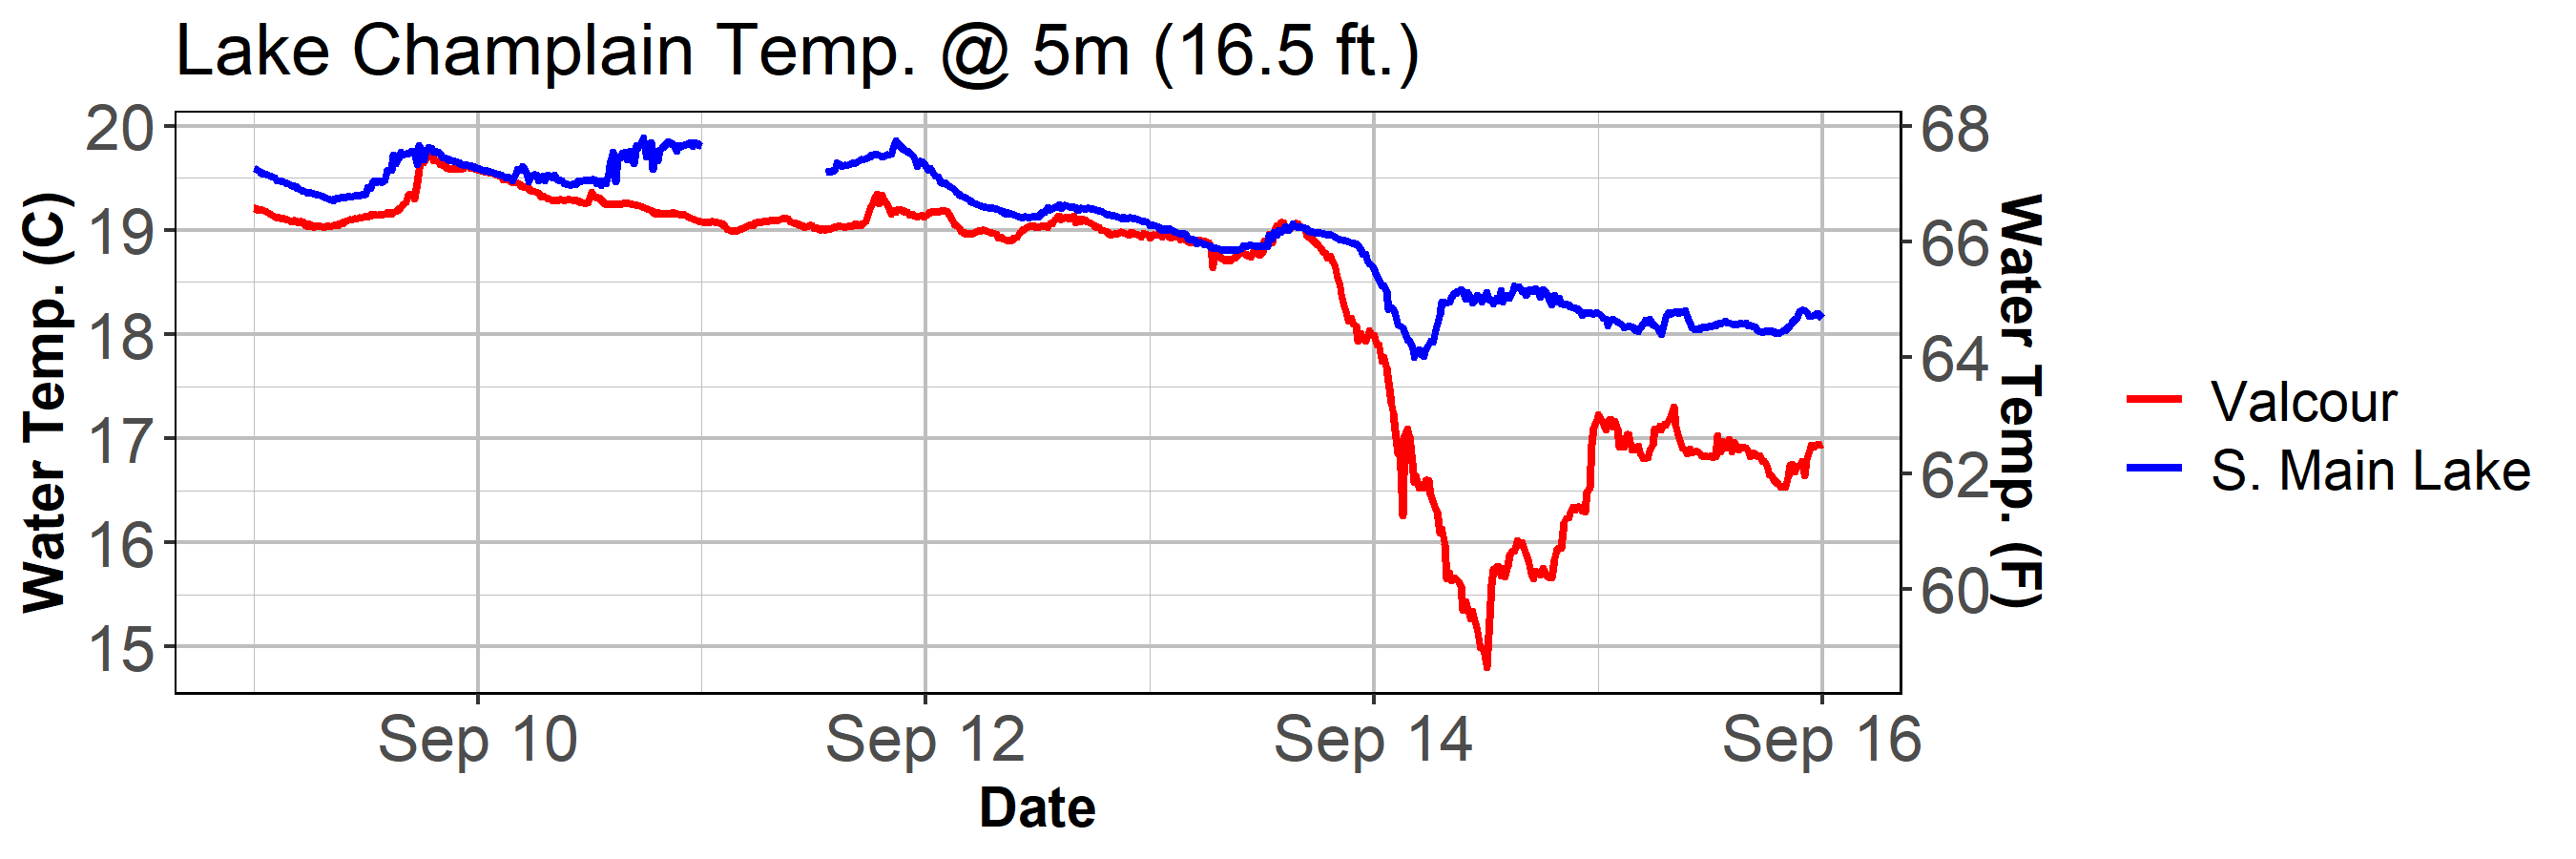 Lake Champlain Temp. @ 5m (16.5 ft.)
Water Temp. (C)
20
19
18
17
16
15
68
66
64
62
60
Water Temp. (F)
Sep 10
Sep 12
Sep 14
Sep 16
Date
Valcour
S. Main Lake